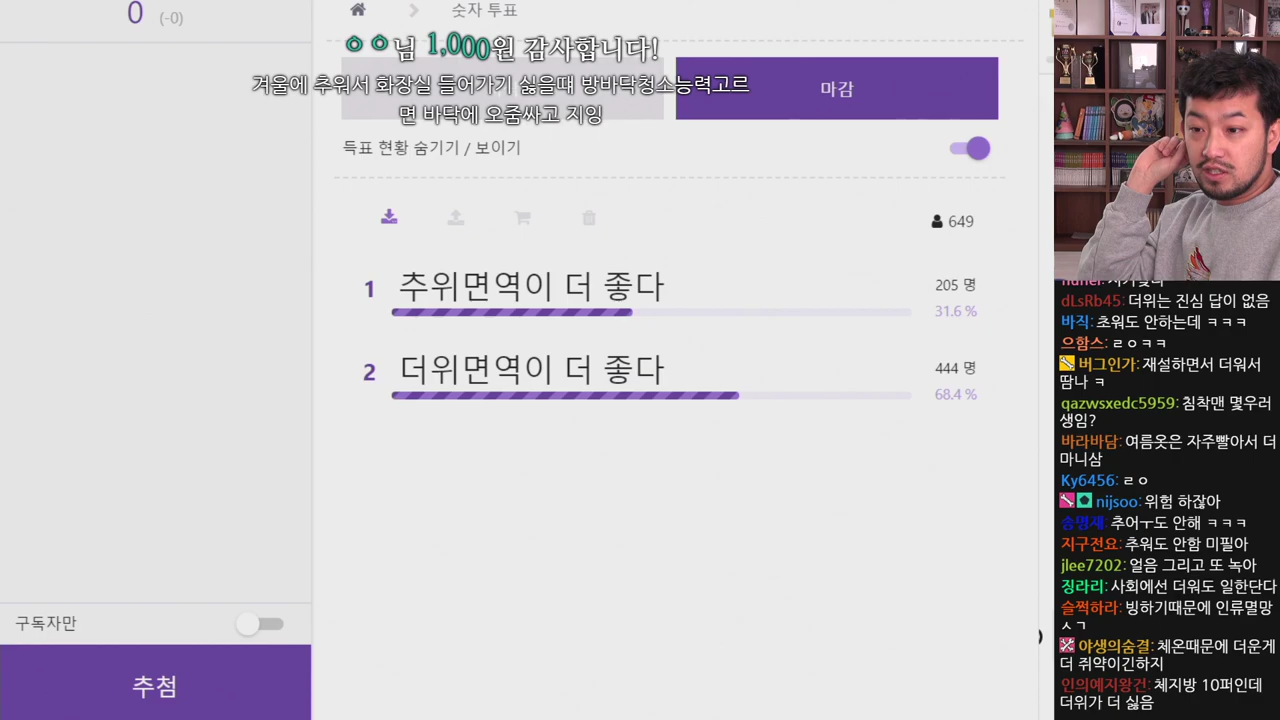 0 (-0)
숫자 투표
ㅇㅇ님 1,000원 감사합니다!
겨울에 추워서 화장실 들어가기 싫을떄 방바닥청소능력고르
면 바닥에 오줌싸고 지잉
마감
득표 현황 숨기기 / 보이기
649
1 추위면역이 더 좋다
205 명
31.6 %
2 더위면역이 더 좋다
444 명
68.4 %
구독자만
추첨
dLsRb45: 더위는 진심 답이 없음
바직: 초워도 안하는데 ㅋㅋㅋ
으함스: ㄹㅇㅋㅋ
버그인가: 재설하면서 더워서
땀나 ㅋ
qazwsxedc5959: 침착맨 몇우러
생임?
바라바담: 여름옷은 자주빨아서 더
마니삼
Ky6456: ㄹㅇ
nijsoo: 위험 하잖아
송명재: 추어ㅜ도 안해 ㅋㅋㅋ
지구전요: 추워도 안함 미필아
jlee7202: 얼음 그리고 또 녹아
징라리: 사회에선 더워도 일한단다
슬쩍하라: 빙하기때문에 인류멸망
ㅅㄱ
야생의숨결: 체온때문에 더운게
더 쥐약이긴하지
인의예지왕건: 체지방 10퍼인데
더위가 더 싫음